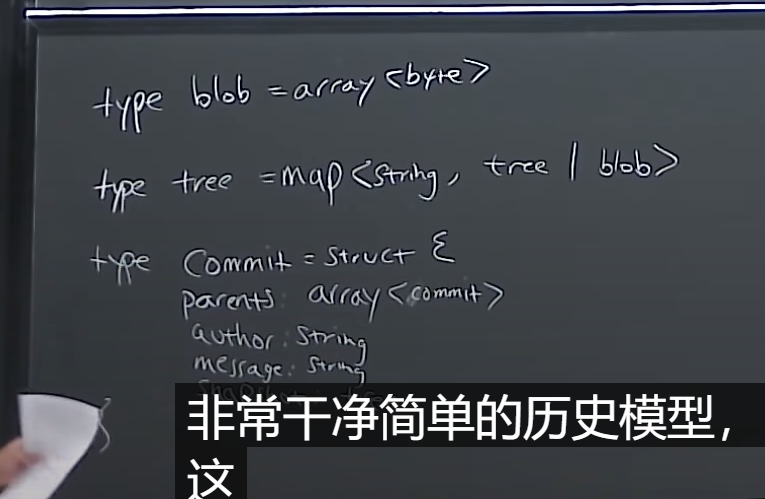 type blob = array<byte>
type tree = map<string, tree | blob>
type commit = struct {
parents: array<commit>
author: string
message: string
}
非常干净简单的历史模型，
这